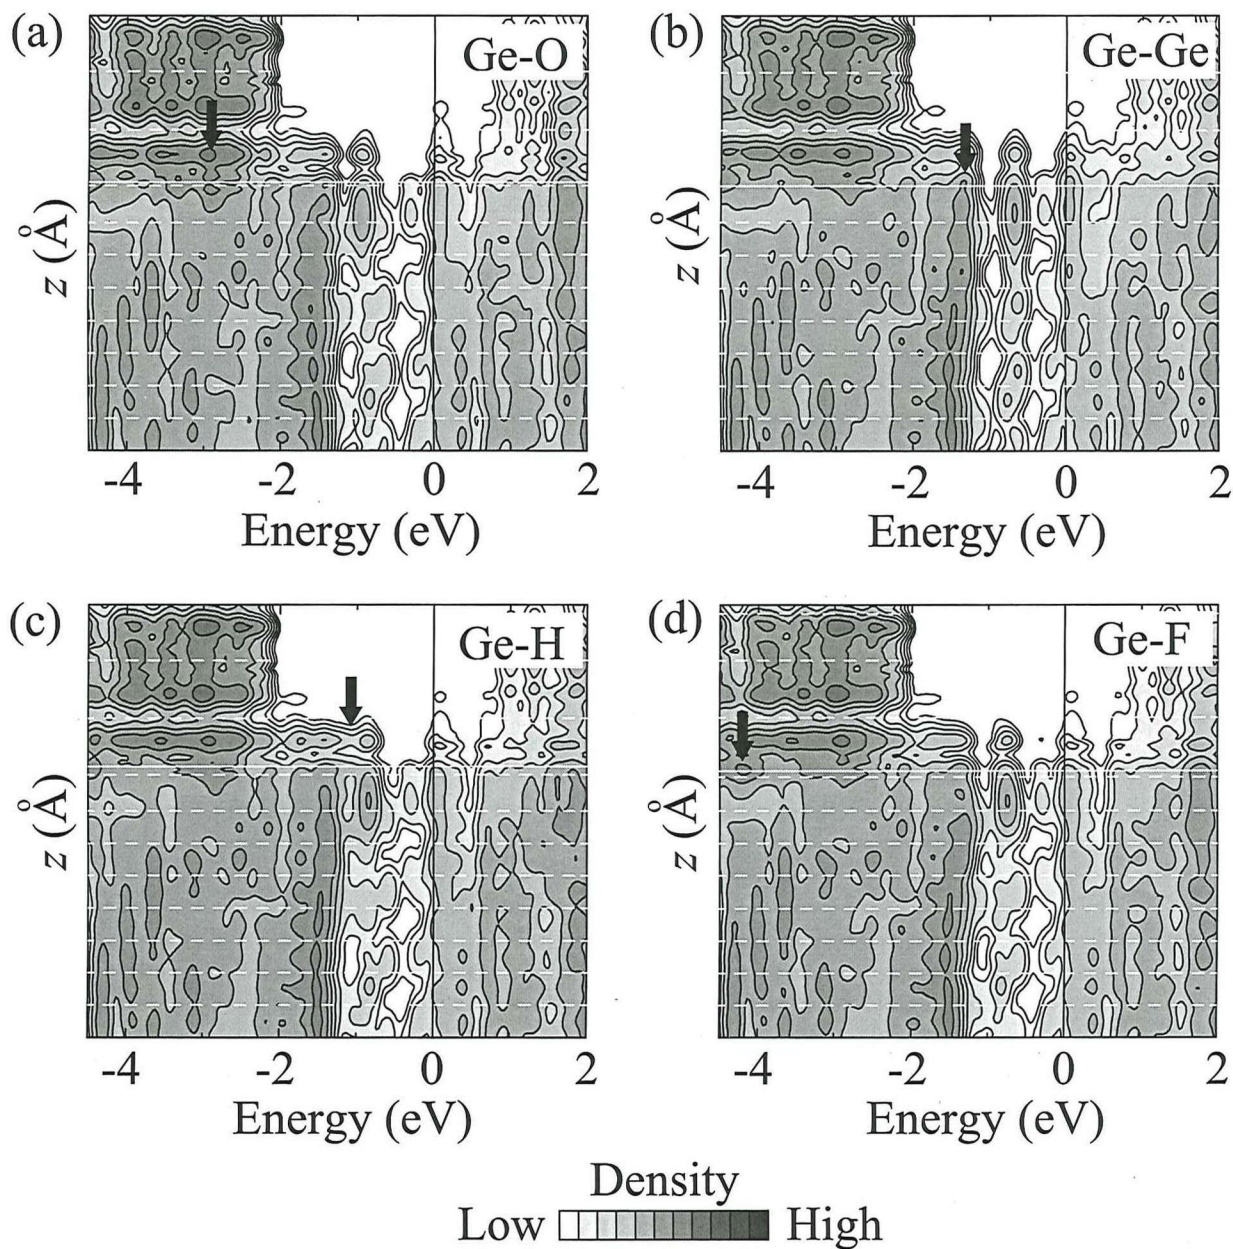 (a)
Ge-O
z (Å)
-4 -2 0 2
Energy (eV)
(b)
Ge-Ge
z (Å)
-4 -2 0 2
Energy (eV)
(c)
Ge-H
z (Å)
-4 -2 0 2
Energy (eV)
(d)
Ge-F
z (Å)
-4 -2 0 2
Energy (eV)
Density
Low High